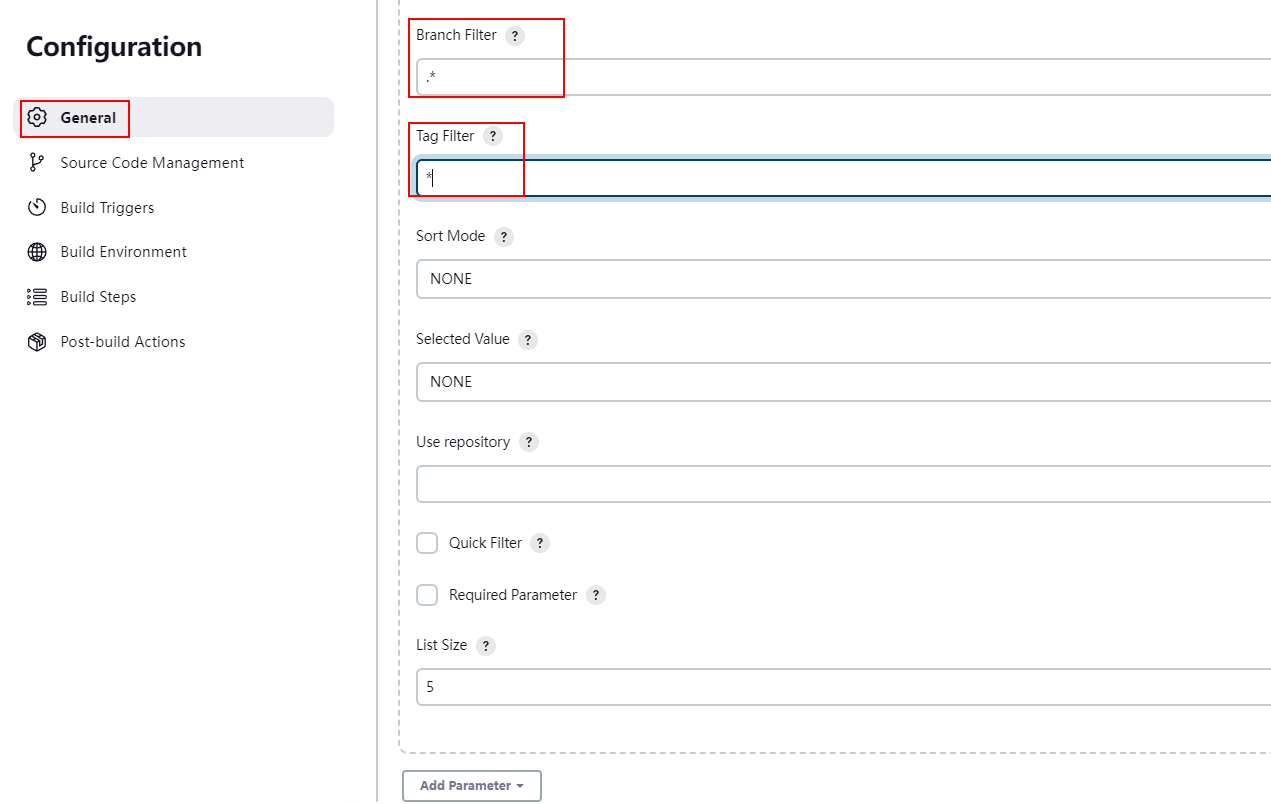 Configuration
General
Source Code Management
Build Triggers
Build Environment
Build Steps
Post-build Actions
Branch Filter ?
.*
Tag Filter ?
*
Sort Mode ?
NONE
Selected Value ?
NONE
Use repository ?
Quick Filter ?
Required Parameter ?
List Size ?
5
Add Parameter